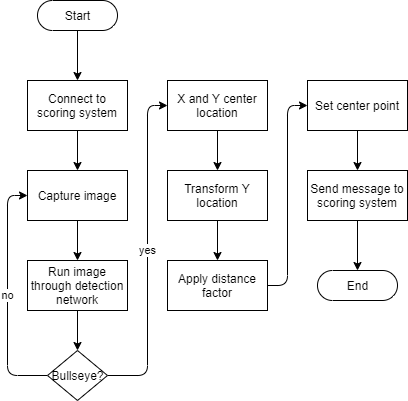 Start
Connect to
scoring system
Capture image
Run image
through detection
network
Bullseye?
no
yes
X and Y center
location
Transform Y
location
Apply distance
factor
Set center point
Send message to
scoring system
End